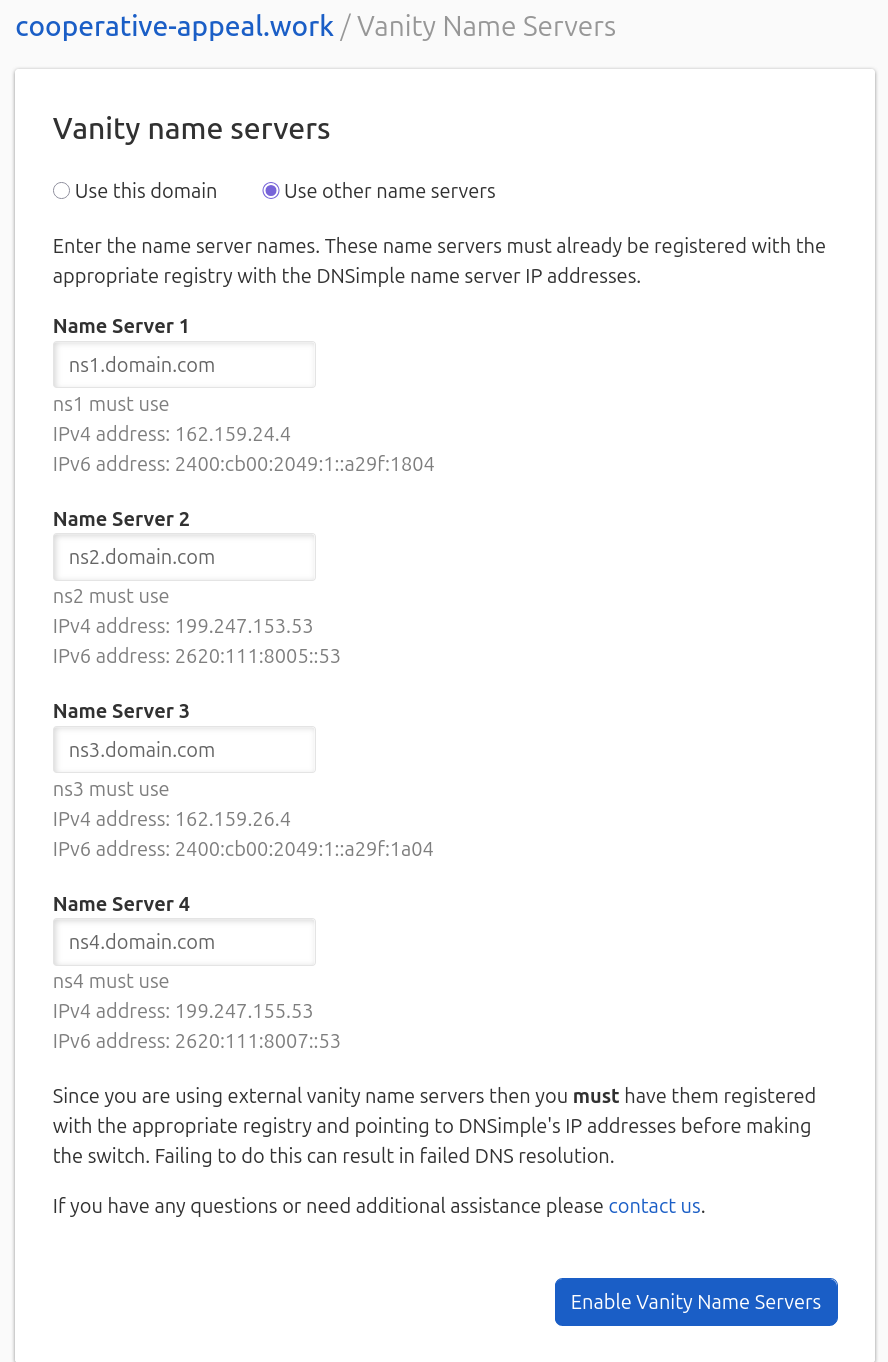 cooperative-appeal.work / Vanity Name Servers
Vanity name servers
Use this domain Use other name servers
Enter the name server names. These name servers must already be registered with the
appropriate registry with the DNSimple name server IP addresses.
Name Server 1
ns1.domain.com
ns1 must use
IPv4 address: 162.159.24.4
IPv6 address: 2400:cb00:2049:1::a29f:1804
Name Server 2
ns2.domain.com
ns2 must use
IPv4 address: 199.247.153.53
IPv6 address: 2620:111:8005::53
Name Server 3
ns3.domain.com
ns3 must use
IPv4 address: 162.159.26.4
IPv6 address: 2400:cb00:2049:1::a29f:1a04
Name Server 4
ns4.domain.com
ns4 must use
IPv4 address: 199.247.155.53
IPv6 address: 2620:111:8007::53
Since you are using external vanity name servers then you must have them registered
with the appropriate registry and pointing to DNSimple's IP addresses before making
the switch. Failing to do this can result in failed DNS resolution.
If you have any questions or need additional assistance please contact us.
Enable Vanity Name Servers